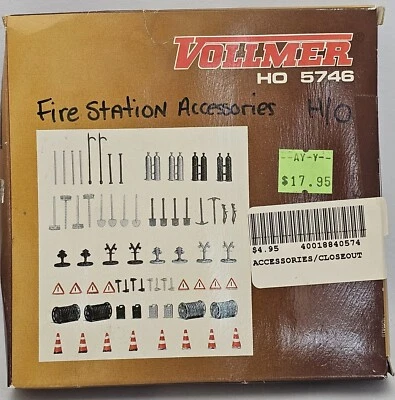 VOLLMER
HO 5746
Fire Station Accessories H/O
--AY-Y--
$17.95
$4.95 40018840574
ACCESSORIES/CLOSEOUT